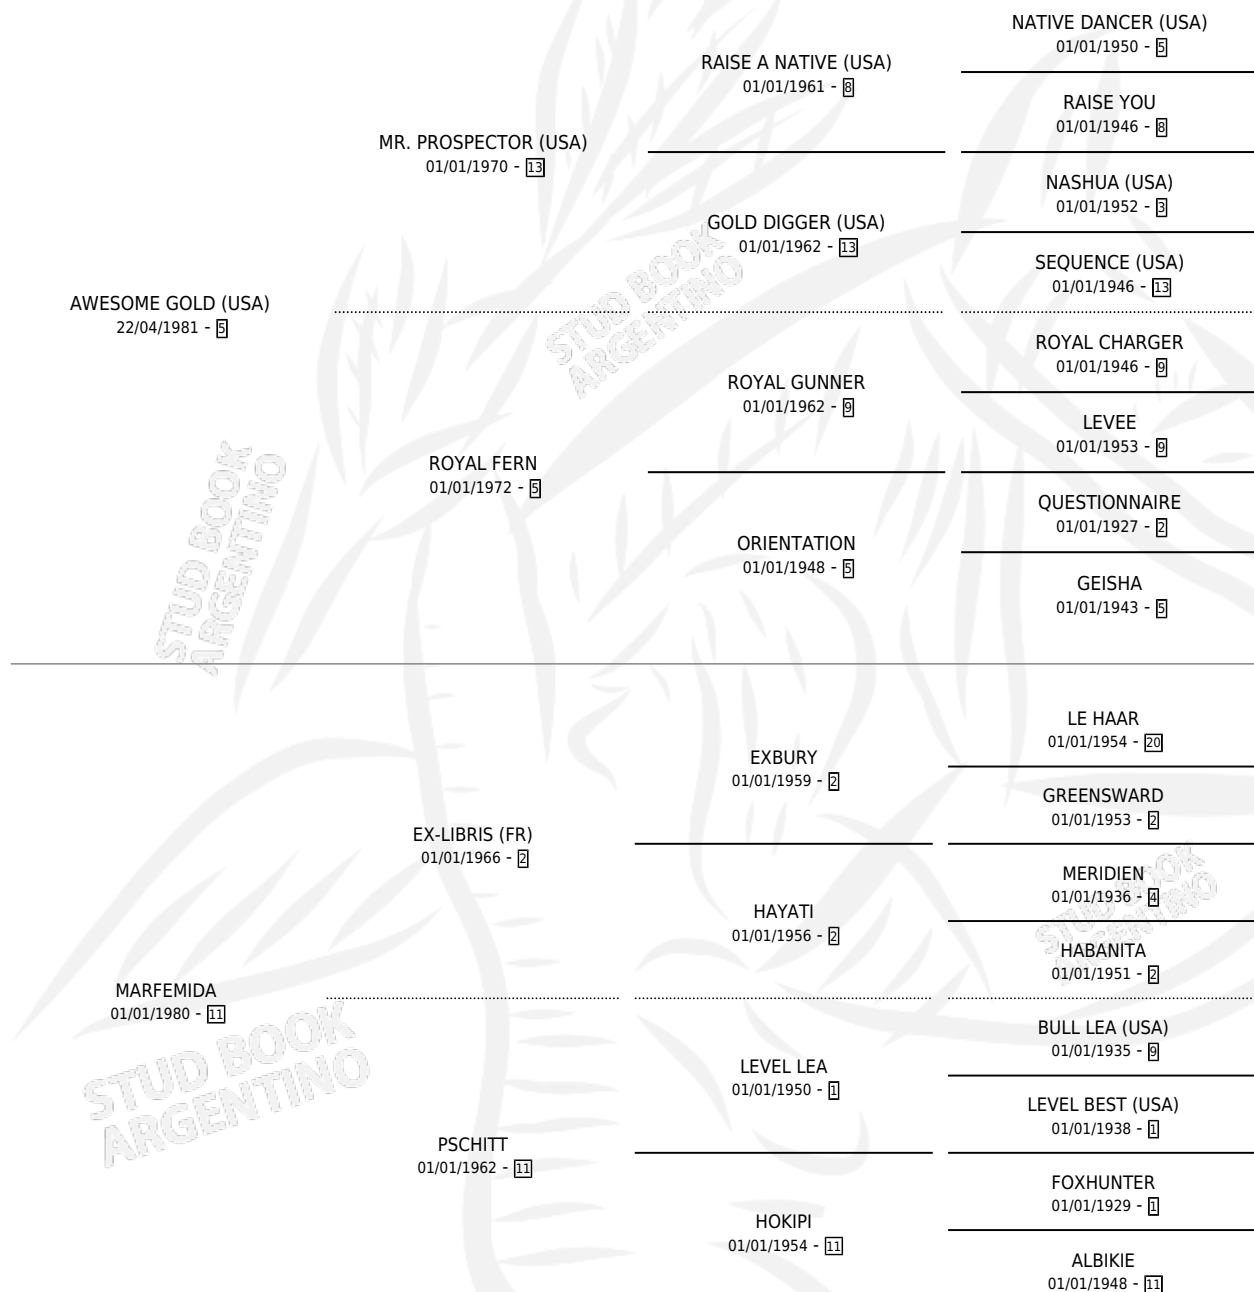 NATIVE DANCER (USA)
01/01/1950 - 5
RAISE A NATIVE (USA)
01/01/1961 - 8
RAISE YOU
01/01/1946 - 8
MR. PROSPECTOR (USA)
01/01/1970 - 13
NASHUA (USA)
01/01/1952 - 3
GOLD DIGGER (USA)
01/01/1962 - 13
SEQUENCE (USA)
01/01/1946 - 13
AWESOME GOLD (USA)
22/04/1981 - 5
STUD BOOK
ARGENTINO
ROYAL CHARGER
01/01/1946 - 9
ROYAL GUNNER
01/01/1962 - 9
LEVEE
01/01/1953 - 9
ROYAL FERN
01/01/1972 - 5
QUESTIONNAIRE
01/01/1927 - 2
ORIENTATION
01/01/1948 - 5
GEISHA
01/01/1943 - 5
STUD BOOK
ARGENTINO
LE HAAR
01/01/1954 - 20
EXBURY
01/01/1959 - 2
GREENSWARD
01/01/1953 - 2
EX-LIBRIS (FR)
01/01/1966 - 2
MERIDIEN
01/01/1936 - 4
HAYATI
01/01/1956 - 2
HABANITA
01/01/1951 - 2
STUD BOOK
ARGENTINO
MARFEMIDA
01/01/1980 - 11
BULL LEA (USA)
01/01/1935 - 9
LEVEL LEA
01/01/1950 - 1
LEVEL BEST (USA)
01/01/1938 - 1
STUD BOOK
ARGENTINO
PSCHITT
01/01/1962 - 11
FOXHUNTER
01/01/1929 - 1
HOKIPI
01/01/1954 - 11
ALBIKIE
01/01/1948 - 11